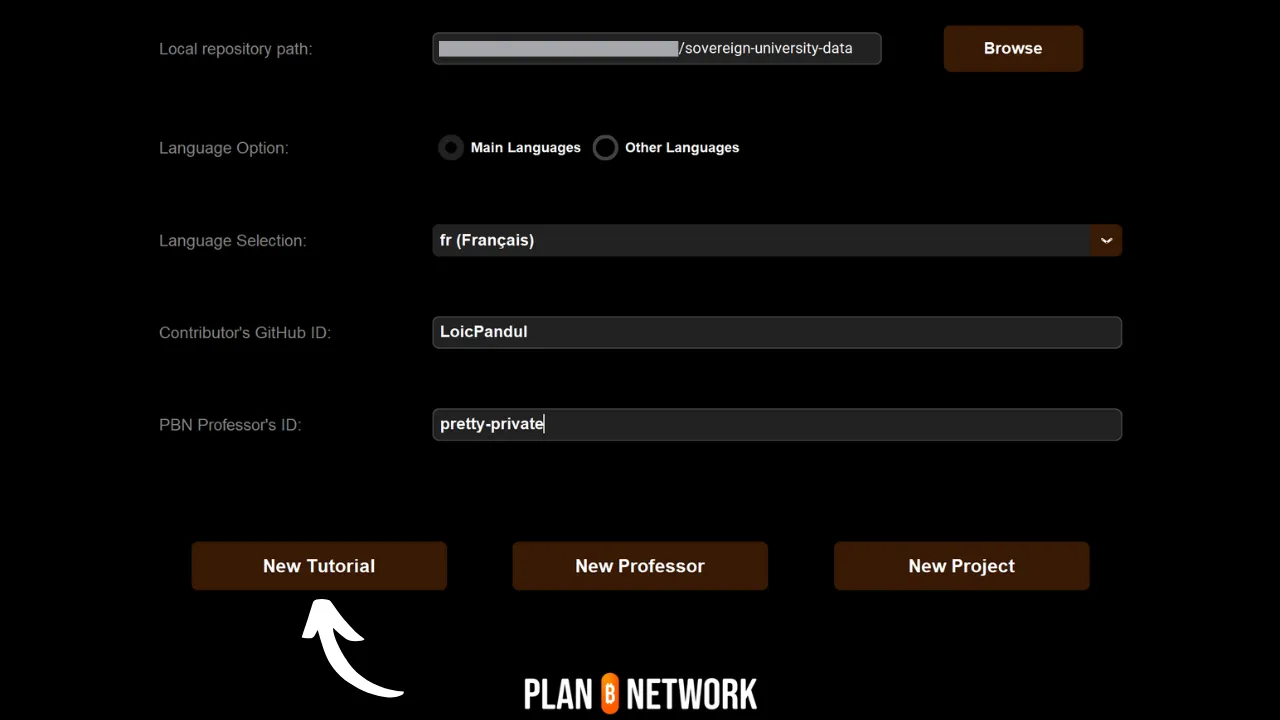 Local repository path: /sovereign-university-data Browse
Language Option: Main Languages Other Languages
Language Selection: fr (Français)
Contributor's GitHub ID: LoicPandul
PBN Professor's ID: pretty-private
New Tutorial New Professor New Project
PLAN ₿ NETWORK